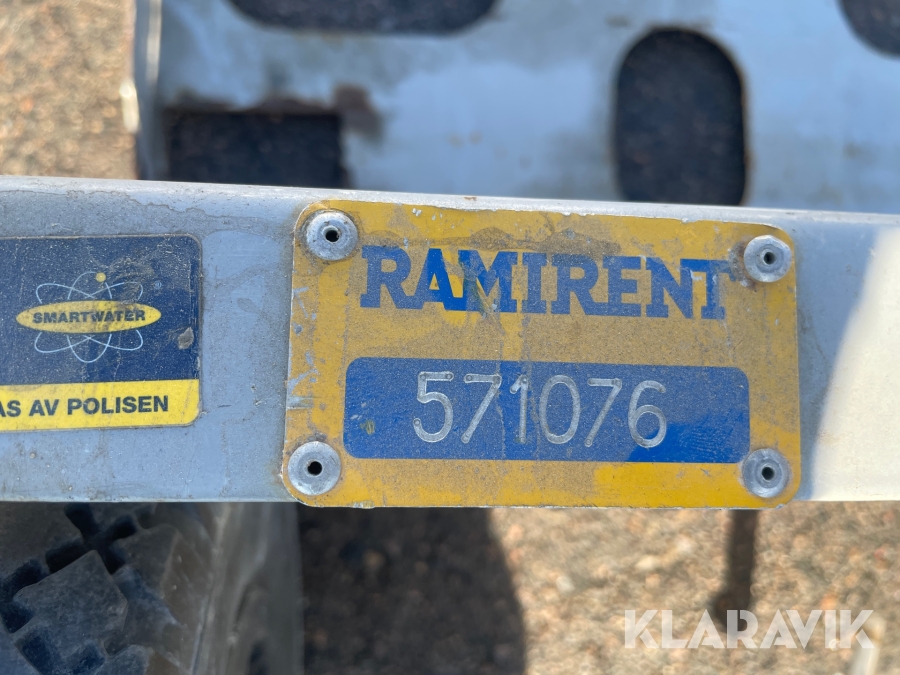 SMARTWATER
AS AV POLISEN
RAMIRENT
571076
KLARAVIK